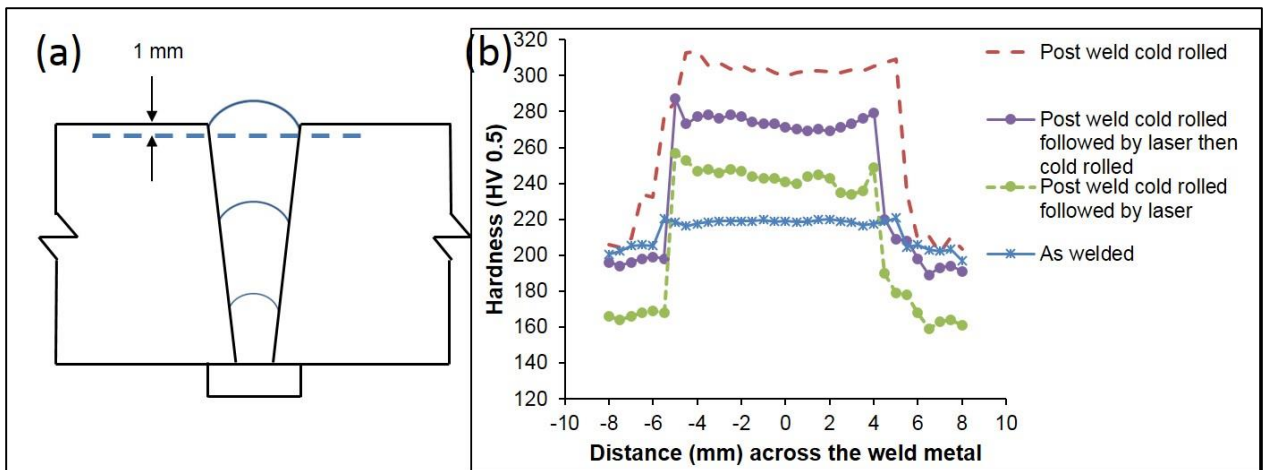 (a)
1 mm
(b)
Hardness (HV 0.5)
320
300
280
260
240
220
200
180
160
140
120
-10 -8 -6 -4 -2 0 2 4 6 8 10
Distance (mm) across the weld metal
Post weld cold rolled
Post weld cold rolled
followed by laser then
cold rolled
Post weld cold rolled
followed by laser
As welded